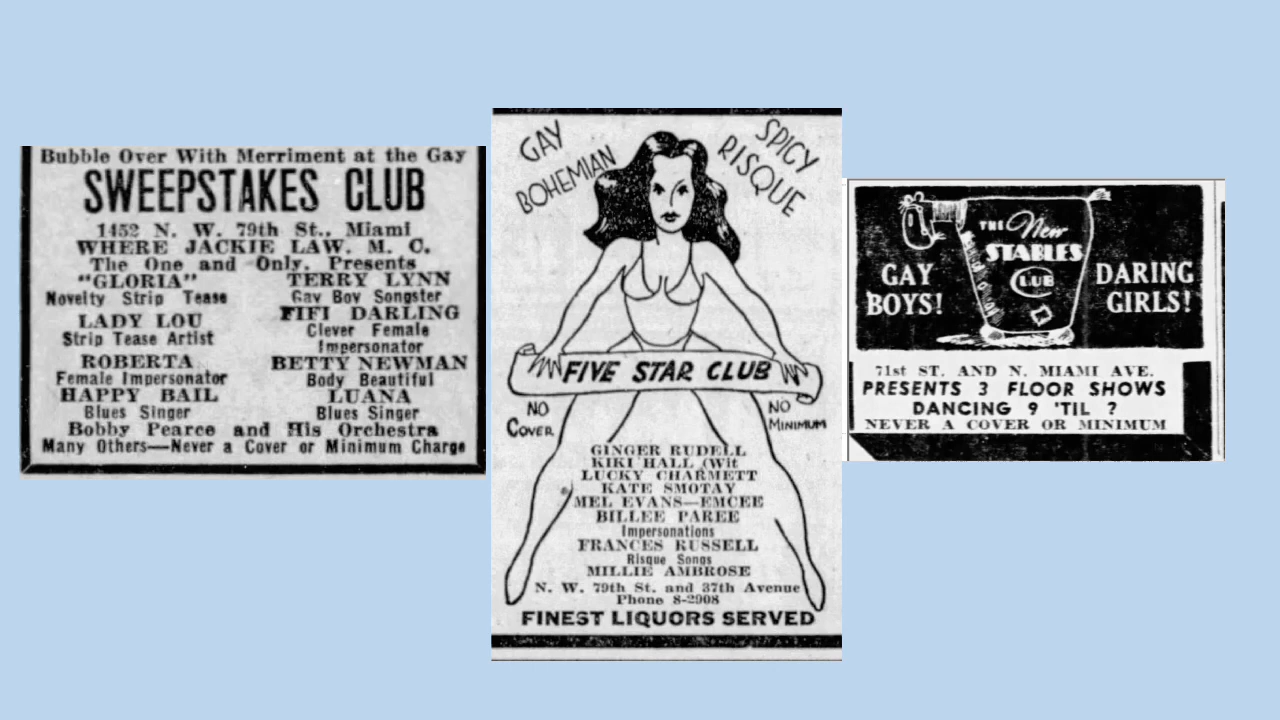 Bubble Over With Merriment at the Gay
SWEEPSTAKES CLUB
1452 N. W. 79th St., Miami
WHERE JACKIE LAW, M. C.
The One and Only, Presents
"GLORIA"
Novelty Strip Tease
LADY LOU
Strip Tease Artist
ROBERTA
Female Impersonator
HAPPY BAIL
Blues Singer
TERRY LYNN
Gay Boy Songster
FIFI DARLING
Clever Female
Impersonator
BETTY NEWMAN
Body Beautiful
LUANA
Blues Singer
Bobby Pearce and His Orchestra
Many Others—Never a Cover or Minimum Charge
GAY
BOHEMIAN
SPICY
RISQUE
FIVE STAR CLUB
NO
COVER
NO
MINIMUM
GINGER RUDELL
KIKI HALL (Wit
LUCKY CHARMETT
KATE SMOTAY
MEL EVANS—EMCEE
BILLEE PAREE
Impersonations
FRANCES RUSSELL
Risque Songs
MILLIE AMBROSE
N. W. 79th St. and 37th Avenue
Phone 8-2908
FINEST LIQUORS SERVED
THE New
STABLES
CLUB
GAY
BOYS!
DARING
GIRLS!
71st ST. AND N. MIAMI AVE.
PRESENTS 3 FLOOR SHOWS
DANCING 9 'TIL ?
NEVER A COVER OR MINIMUM